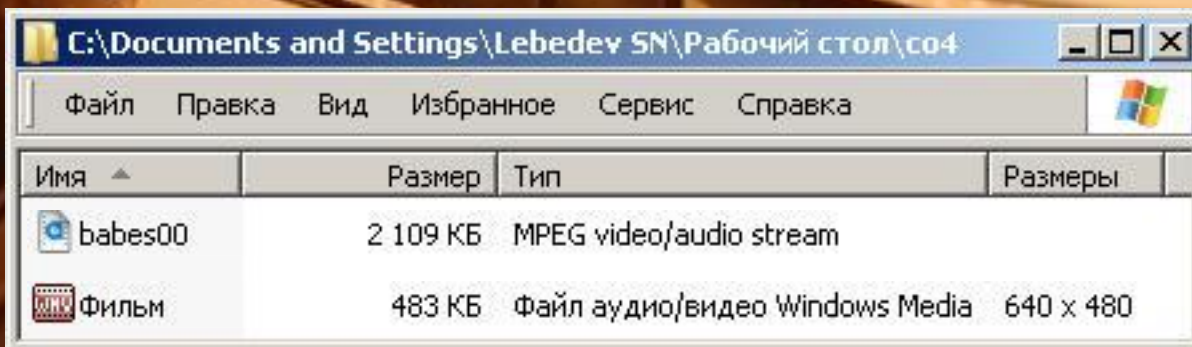 C:\Documents and Settings\Lebedev SN\Рабочий стол\со4
Файл Правка Вид Избранное Сервис Справка
Имя Размер Тип Размеры
babes00 2 109 КБ MPEG video/audio stream
Фильм 483 КБ Файл аудио/видео Windows Media 640 x 480